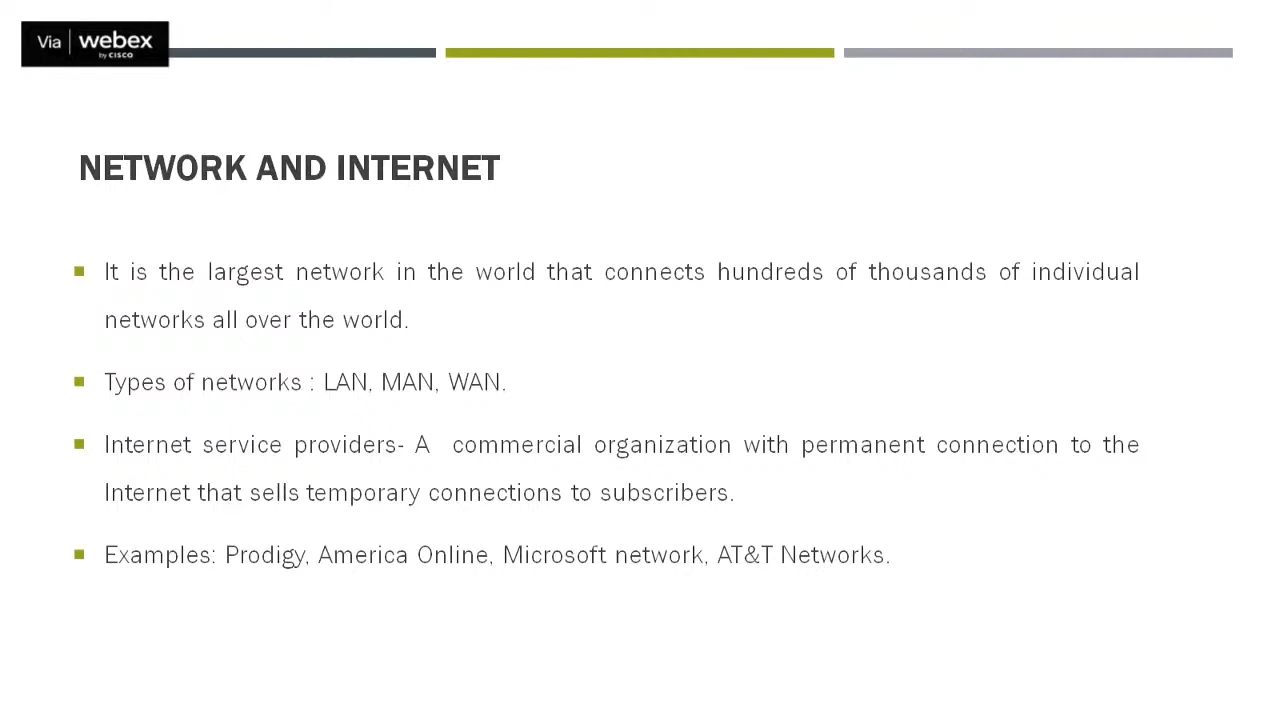 Via webex
by CISCO
NETWORK AND INTERNET
It is the largest network in the world that connects hundreds of thousands of individual
networks all over the world.
Types of networks : LAN, MAN, WAN.
Internet service providers- A commercial organization with permanent connection to the
Internet that sells temporary connections to subscribers.
Examples: Prodigy, America Online, Microsoft network, AT&T Networks.